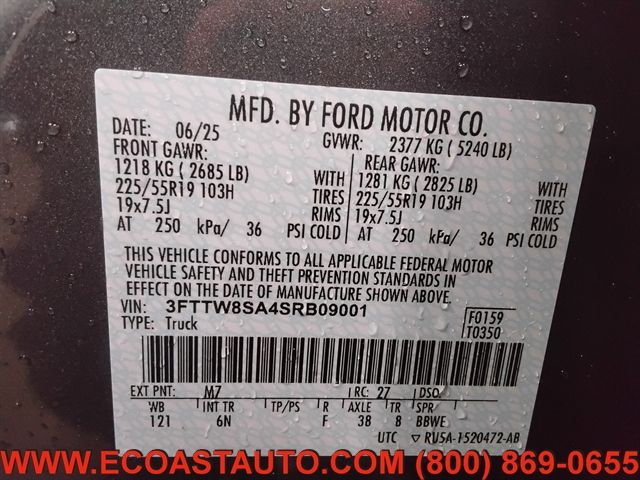 MFD. BY FORD MOTOR CO.
DATE: 06/25 GVWR: 2377 KG ( 5240 LB)
FRONT GAWR: REAR GAWR:
1218 KG ( 2685 LB) WITH 1281 KG ( 2825 LB) WITH
225/55R19 103H TIRES 225/55R19 103H TIRES
19x7.5J RIMS 19x7.5J RIMS
AT 250 kPa/ 36 PSI COLD AT 250 kPa/ 36 PSI COLD
THIS VEHICLE CONFORMS TO ALL APPLICABLE FEDERAL MOTOR
VEHICLE SAFETY AND THEFT PREVENTION STANDARDS IN
EFFECT ON THE DATE OF MANUFACTURE SHOWN ABOVE.
VIN: 3FTTW8SA4SRB09001 F0159
TYPE: Truck T0350
EXT PNT: M7 RC: 27 DSO:
WB INT TR TP/PS R AXLE TR SPR
121 6N F 38 8 BBWE
UTC ▽ RU5A-1520472-AB
WWW.ECOASTAUTO.COM (800) 869-0655